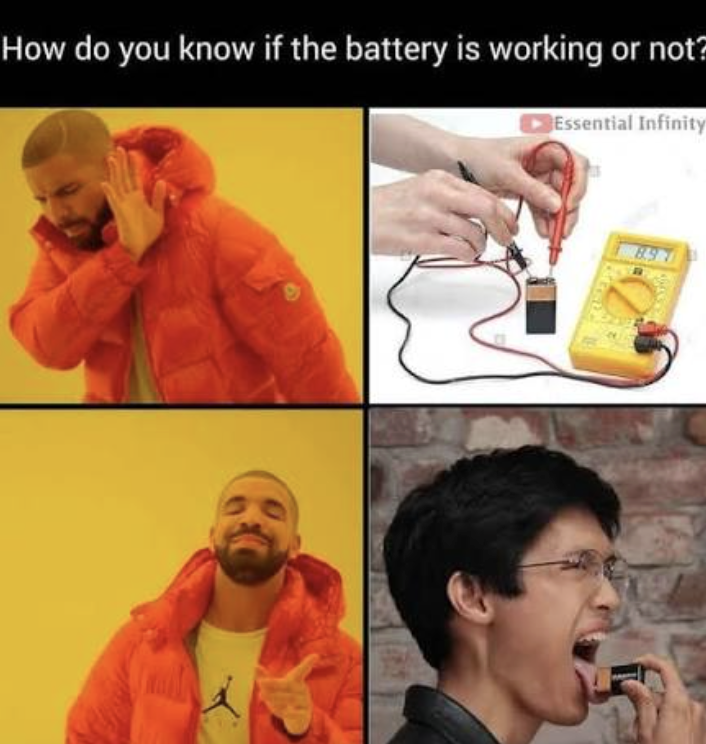 How do you know if the battery is working or not?
Essential Infinity
8.97